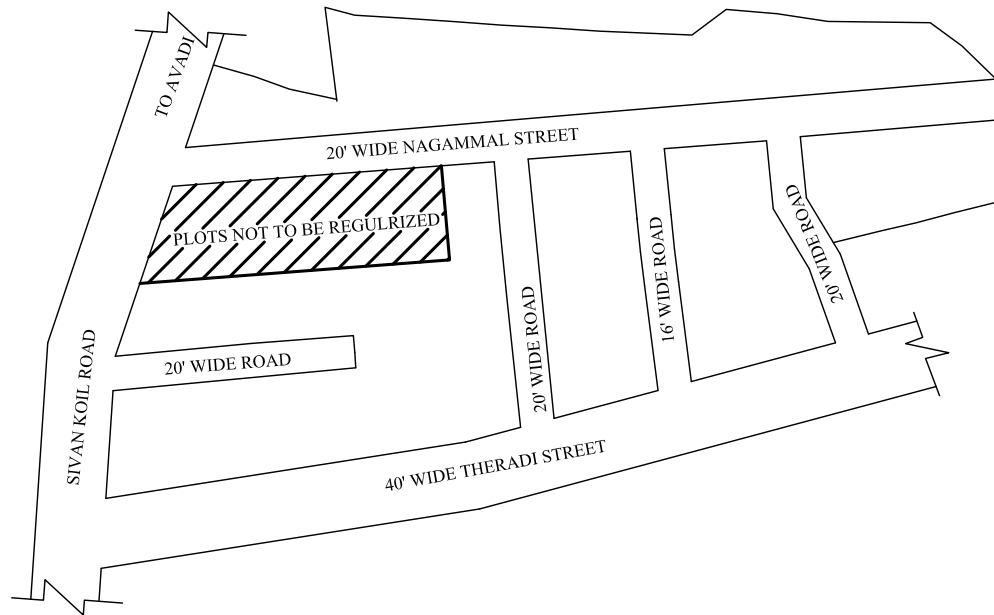 TO AVADI
20' WIDE NAGAMMAL STREET
PLOTS NOT TO BE REGULRIZED
20' WIDE ROAD
16' WIDE ROAD
20' WIDE ROAD
20' WIDE ROAD
SIVAN KOIL ROAD
40' WIDE THERADI STREET